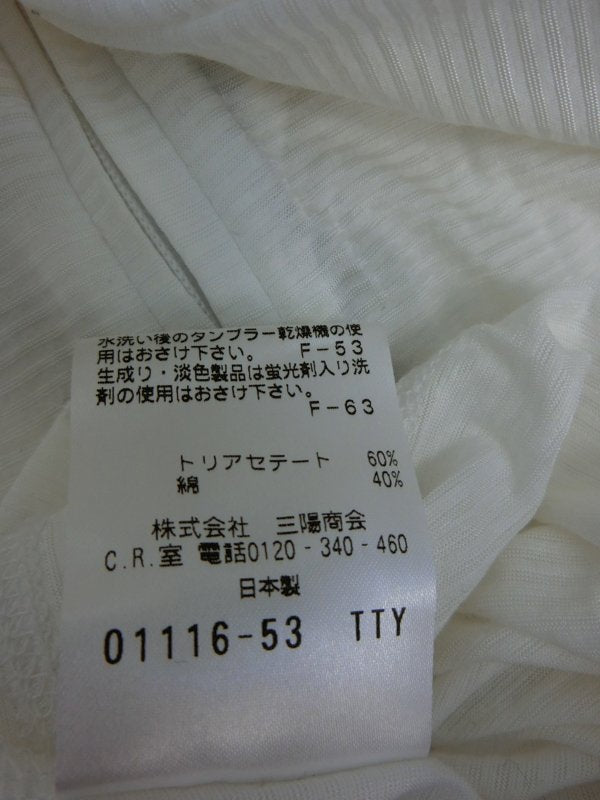 水洗い後のタンブラー乾燥機の使
用はおさけ下さい。 F-53
生成り・淡色製品は蛍光剤入り洗
剤の使用はおさけ下さい。
F-63
トリアセテート 60%
綿 40%
株式会社 三陽商会
C.R.室 電話0120-340-460
日本製
01116-53 TTY